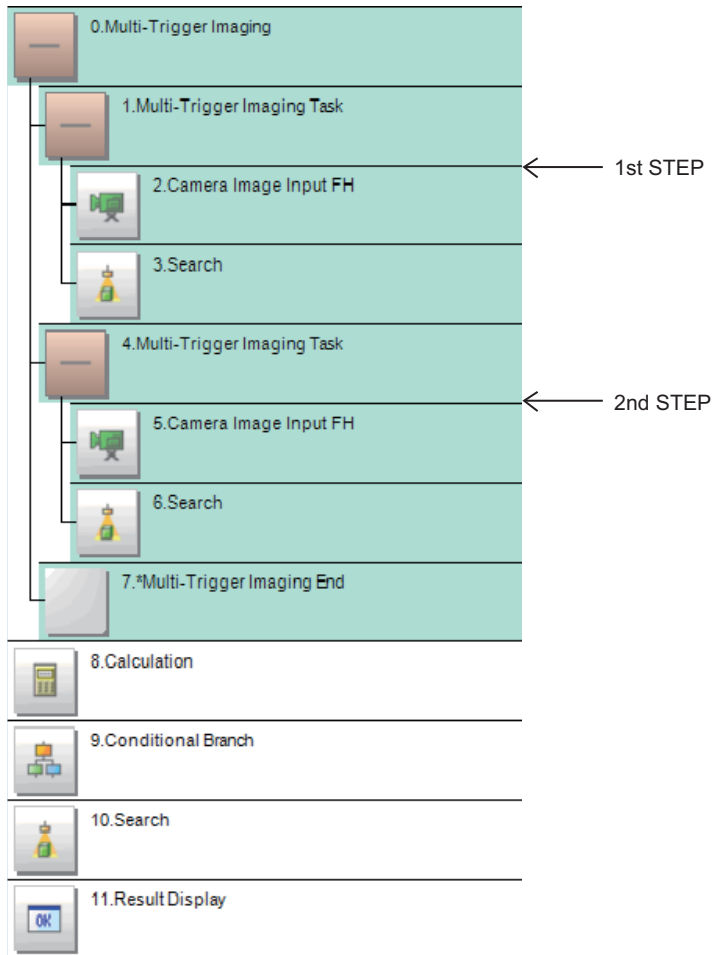 0.Multi-Trigger Imaging
1.Multi-Trigger Imaging Task
1st STEP
2.Camera Image Input FH
3.Search
4.Multi-Trigger Imaging Task
2nd STEP
5.Camera Image Input FH
6.Search
7.*Multi-Trigger Imaging End
8.Calculation
9.Conditional Branch
10.Search
11.Result Display
OK